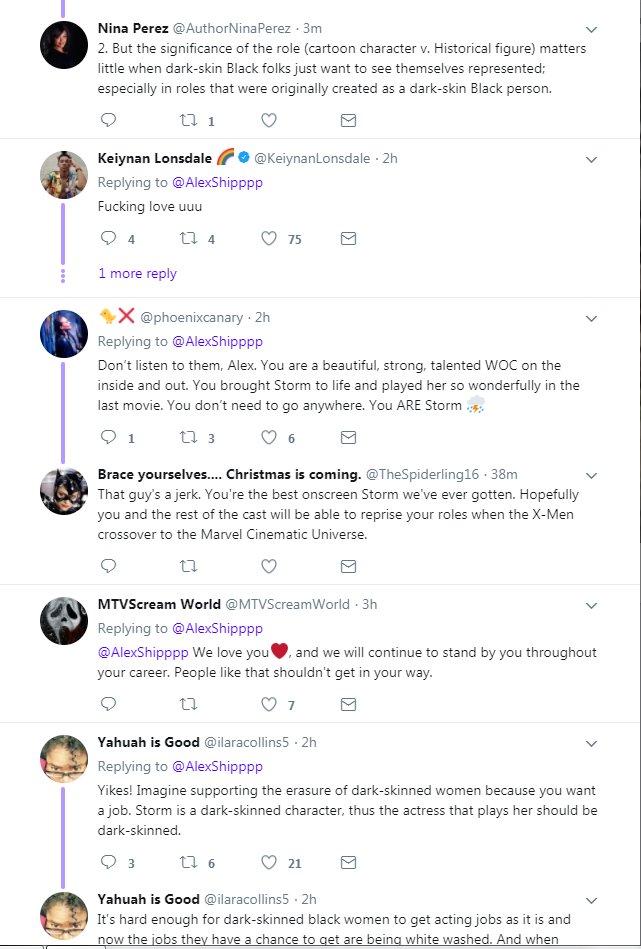 Nina Perez @AuthorNinaPerez · 3m
2. But the significance of the role (cartoon character v. Historical figure) matters
little when dark-skin Black folks just want to see themselves represented;
especially in roles that were originally created as a dark-skin Black person.
1
Keiynan Lonsdale 🌈 @KeiynanLonsdale · 2h
Replying to @AlexShipppp
Fucking love uuu
4 4 75
1 more reply
🐤❌ @phoenixcanary · 2h
Replying to @AlexShipppp
Don't listen to them, Alex. You are a beautiful, strong, talented WOC on the
inside and out. You brought Storm to life and played her so wonderfully in the
last movie. You don't need to go anywhere. You ARE Storm ⛈
1 3 6
Brace yourselves.... Christmas is coming. @TheSpiderling16 · 38m
That guy's a jerk. You're the best onscreen Storm we've ever gotten. Hopefully
you and the rest of the cast will be able to reprise your roles when the X-Men
crossover to the Marvel Cinematic Universe.
MTVScream World @MTVScreamWorld · 3h
Replying to @AlexShipppp
@AlexShipppp We love you❤, and we will continue to stand by you throughout
your career. People like that shouldn't get in your way.
7
Yahuah is Good @ilaracollins5 · 2h
Replying to @AlexShipppp
Yikes! Imagine supporting the erasure of dark-skinned women because you want
a job. Storm is a dark-skinned character, thus the actress that plays her should be
dark-skinned.
3 6 21
Yahuah is Good @ilaracollins5 · 2h
It's hard enough for dark-skinned black women to get acting jobs as it is and
now the jobs they have a chance to get are being white washed. And when